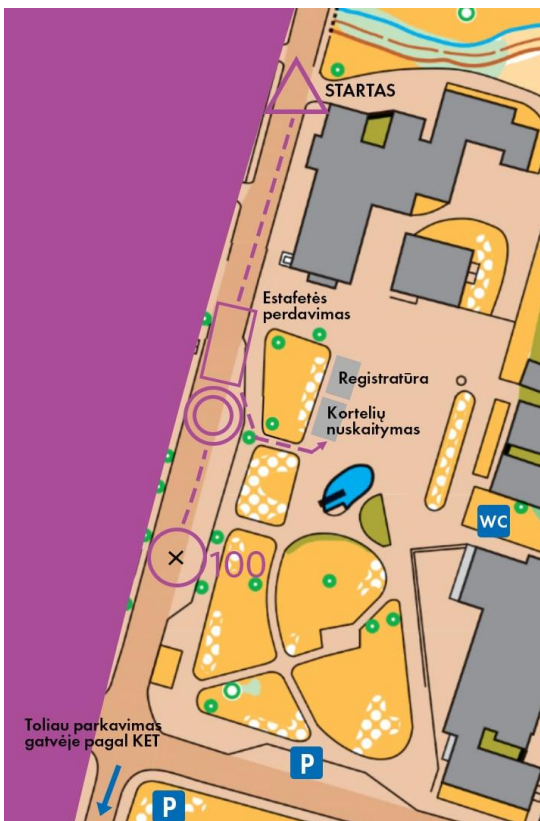 STARTAS
Estafetės
perdavimas
Registratūra
Kortelių
nuskaitymas
WC
100
Toliau parkavimas
gatvėje pagal KET
P
P